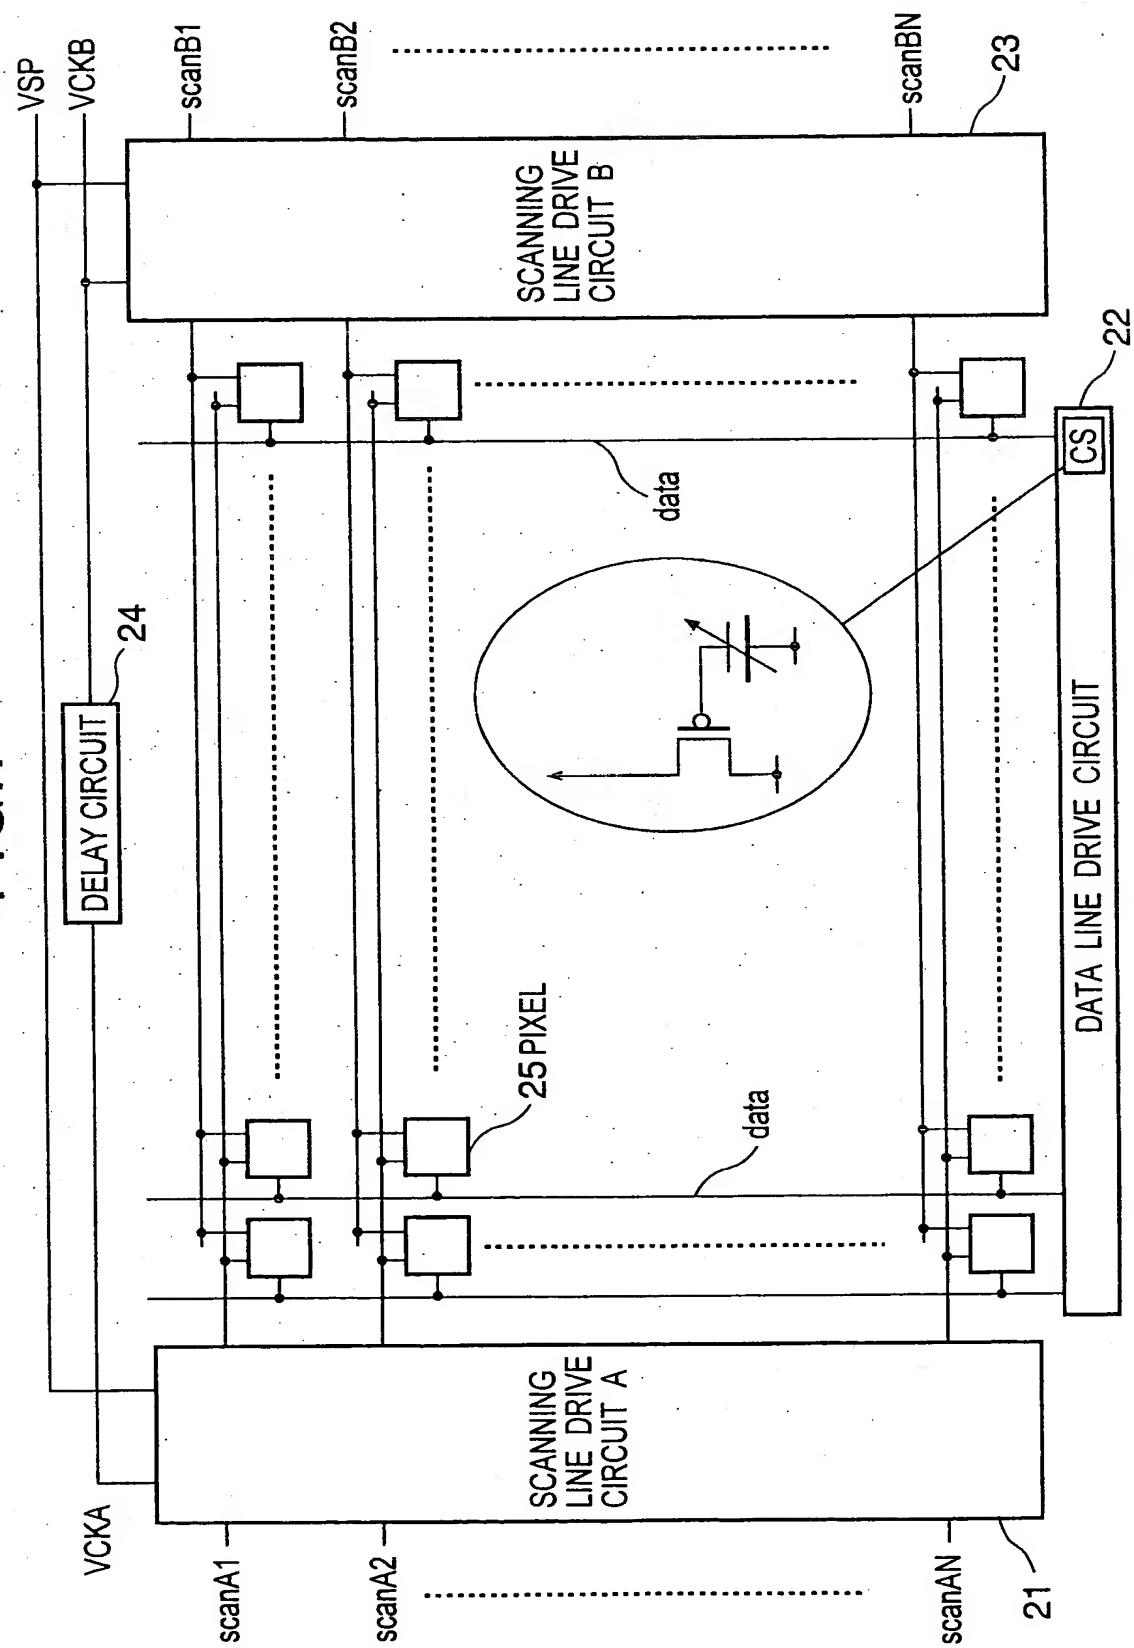 VSP
VCKB
24
DELAY CIRCUIT
VCKA
scanA1
scanA2
scanAN
SCANNING
LINE DRIVE
CIRCUIT A
21
scanB1
scanB2
scanBN
SCANNING
LINE DRIVE
CIRCUIT B
23
25 PIXEL
data
data
CS
22
DATA LINE DRIVE CIRCUIT